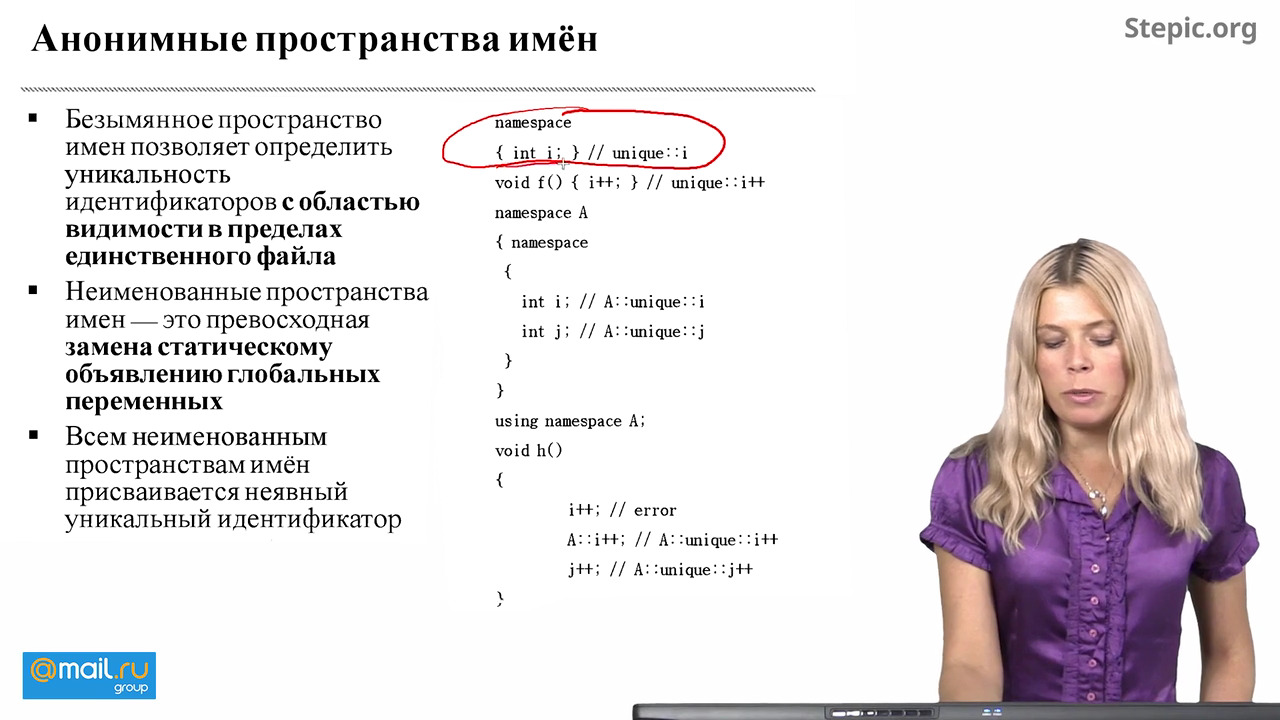 Анонимные пространства имён
Stepic.org
Безымянное пространство
имен позволяет определить
уникальность
идентификаторов с областью
видимости в пределах
единственного файла
Неименованные пространства
имен — это превосходная
замена статическому
объявлению глобальных
переменных
Всем неименованным
пространствам имён
присваивается неявный
уникальный идентификатор
namespace
{ int i; } // unique::i
void f() { i++; } // unique::i++
namespace A
{ namespace
{
int i; // A::unique::i
int j; // A::unique::j
}
}
using namespace A;
void h()
{
i++; // error
A::i++; // A::unique::i++
j++; // A::unique::j++
}
@mail.ru
group